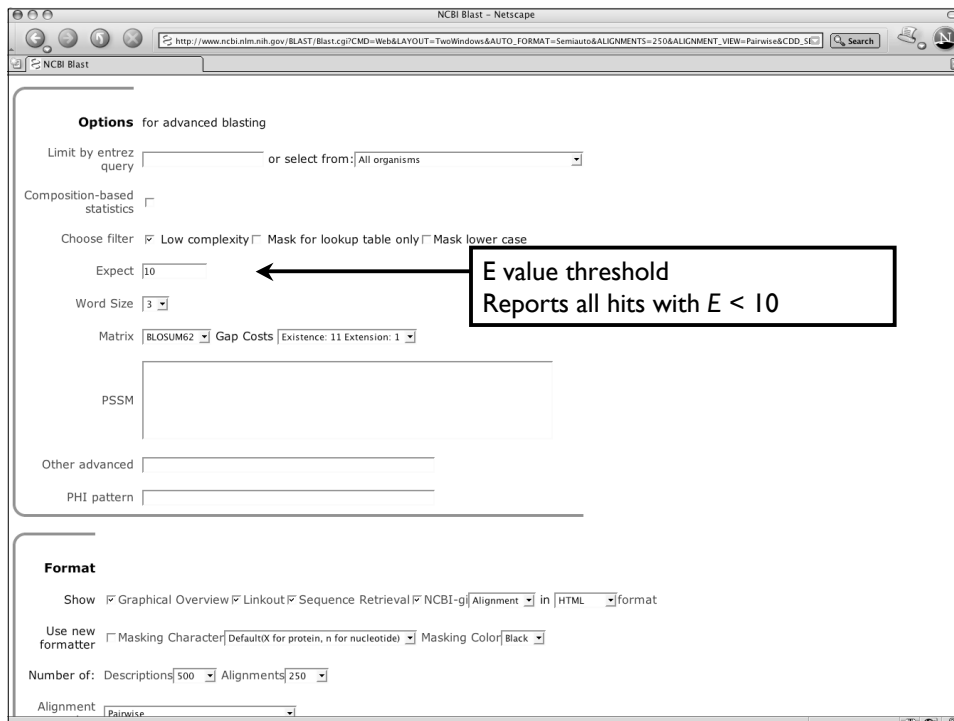 NCBI Blast – Netscape
http://www.ncbi.nlm.nih.gov/BLAST/Blast.cgi?CMD=Web&LAYOUT=TwoWindows&AUTO_FORMAT=Semiauto&ALIGNMENTS=250&ALIGNMENT_VIEW=Pairwise&CDD_SE Search N
NCBI Blast
Options for advanced blasting
Limit by entrez query or select from: All organisms
Composition-based statistics
Choose filter Low complexity Mask for lookup table only Mask lower case
Expect 10
E value threshold
Reports all hits with E < 10
Word Size 3
Matrix BLOSUM62 Gap Costs Existence: 11 Extension: 1
PSSM
Other advanced
PHI pattern
Format
Show Graphical Overview Linkout Sequence Retrieval NCBI-gi Alignment in HTML format
Use new formatter Masking Character Default(X for protein, n for nucleotide) Masking Color Black
Number of: Descriptions 500 Alignments 250
Alignment Pairwise